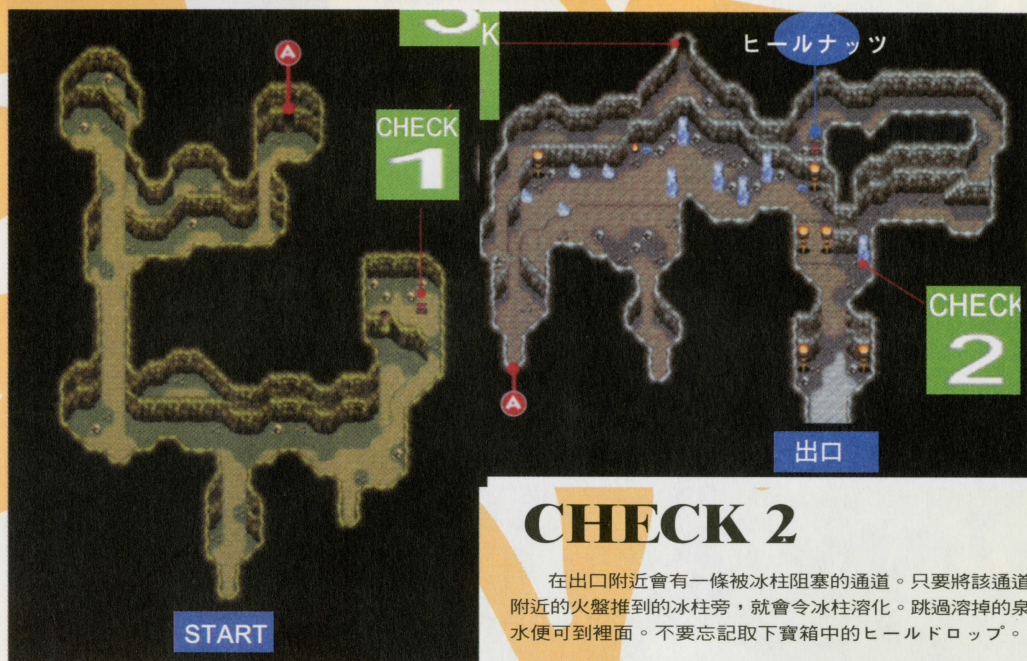 A
CHECK
1
START
3
K
ヒールナッツ
CHECK
2
A
出口
CHECK 2
在出口附近會有一條被冰柱阻塞的通道。只要將該通道
附近的火盤推到的冰柱旁，就會令冰柱溶化。跳過溶掉的泉
水便可到裡面。不要忘記取下寶箱中的ヒールドロップ。